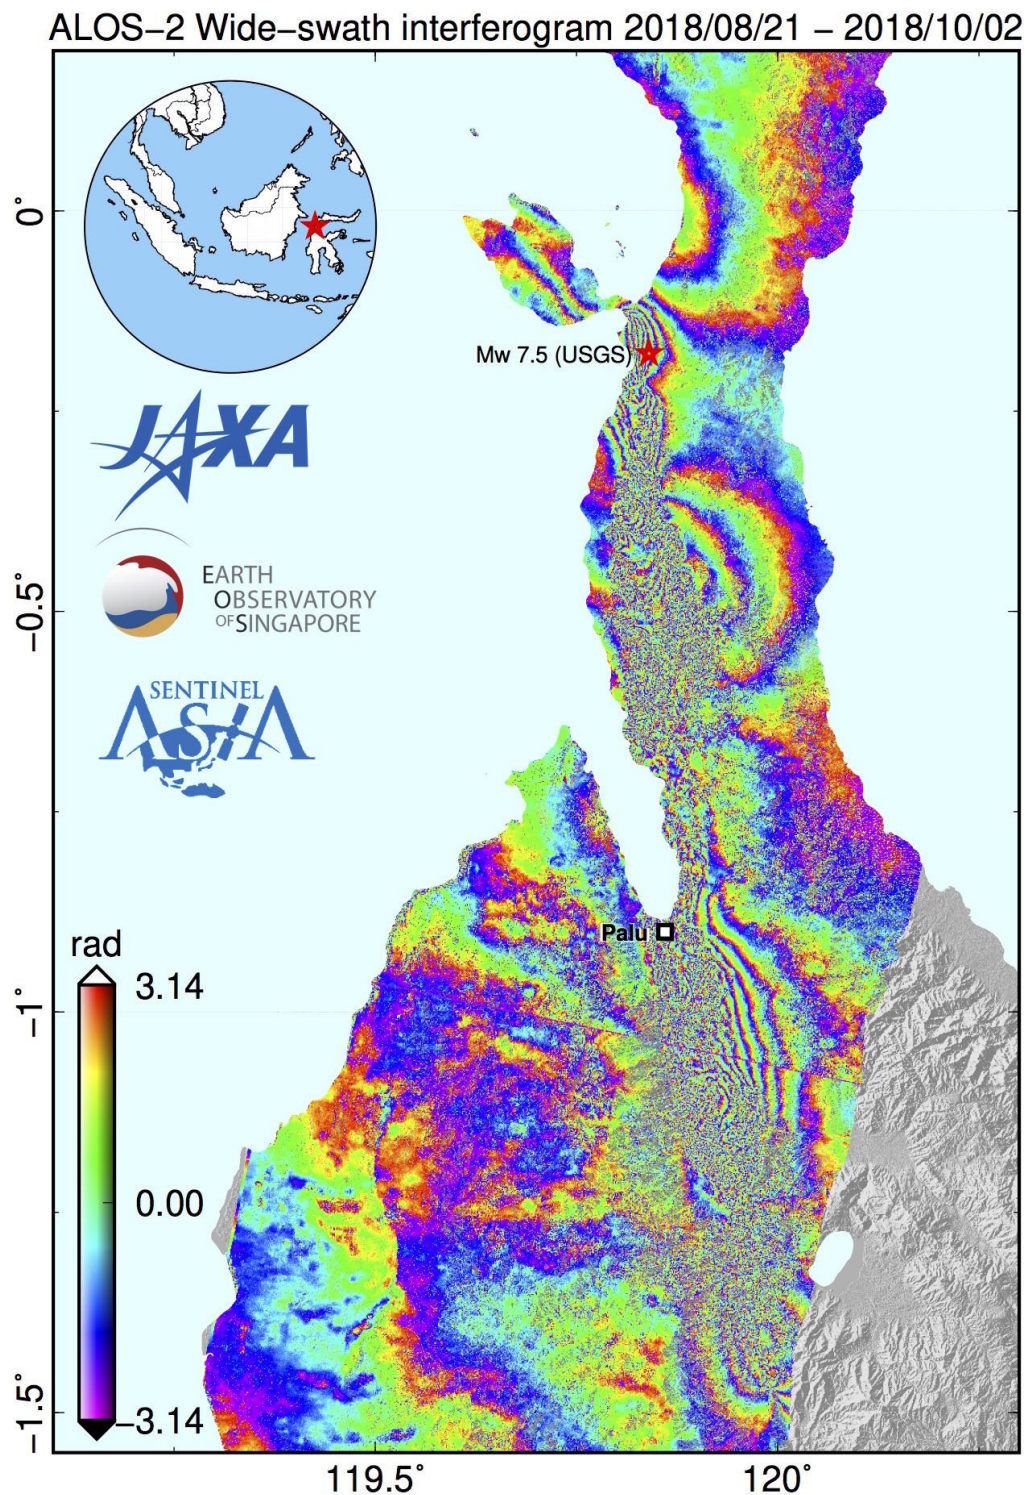 ALOS−2 Wide−swath interferogram 2018/08/21 − 2018/10/02
0°
Mw 7.5 (USGS)
JAXA
−0.5°
EARTH
OBSERVATORY
OF SINGAPORE
SENTINEL
ASIA
Palu
rad
3.14
−1°
0.00
−3.14
−1.5°
119.5°
120°